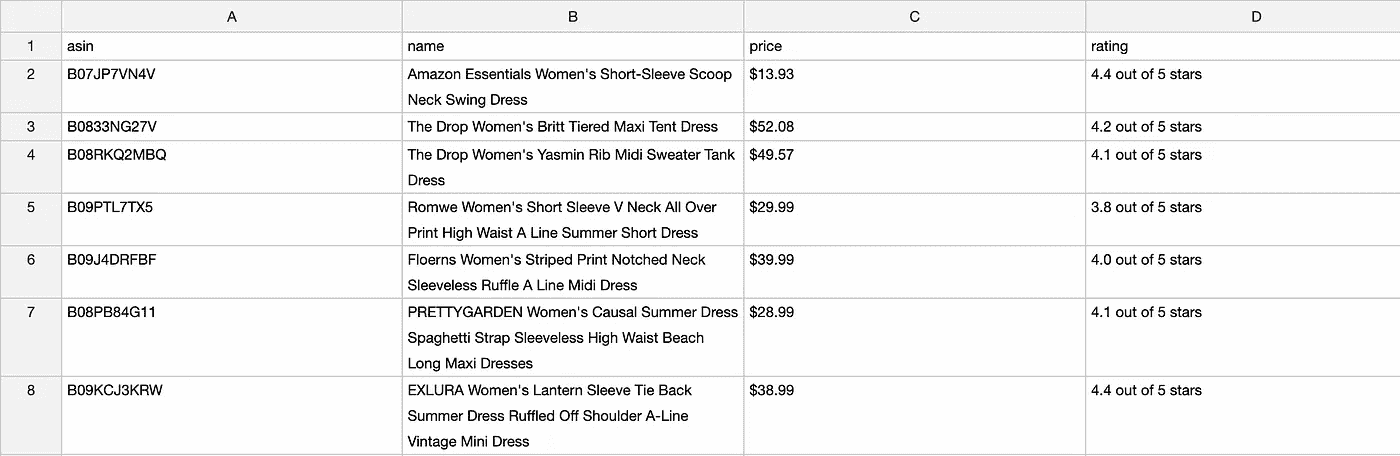 A B C D
1 asin name price rating
2 B07JP7VN4V Amazon Essentials Women's Short-Sleeve Scoop $13.93 4.4 out of 5 stars
Neck Swing Dress
3 B0833NG27V The Drop Women's Britt Tiered Maxi Tent Dress $52.08 4.2 out of 5 stars
4 B08RKQ2MBQ The Drop Women's Yasmin Rib Midi Sweater Tank $49.57 4.1 out of 5 stars
Dress
5 B09PTL7TX5 Romwe Women's Short Sleeve V Neck All Over $29.99 3.8 out of 5 stars
Print High Waist A Line Summer Short Dress
6 B09J4DRFBF Floerns Women's Striped Print Notched Neck $39.99 4.0 out of 5 stars
Sleeveless Ruffle A Line Midi Dress
7 B08PB84G11 PRETTYGARDEN Women's Causal Summer Dress $28.99 4.1 out of 5 stars
Spaghetti Strap Sleeveless High Waist Beach
Long Maxi Dresses
8 B09KCJ3KRW EXLURA Women's Lantern Sleeve Tie Back $38.99 4.4 out of 5 stars
Summer Dress Ruffled Off Shoulder A-Line
Vintage Mini Dress